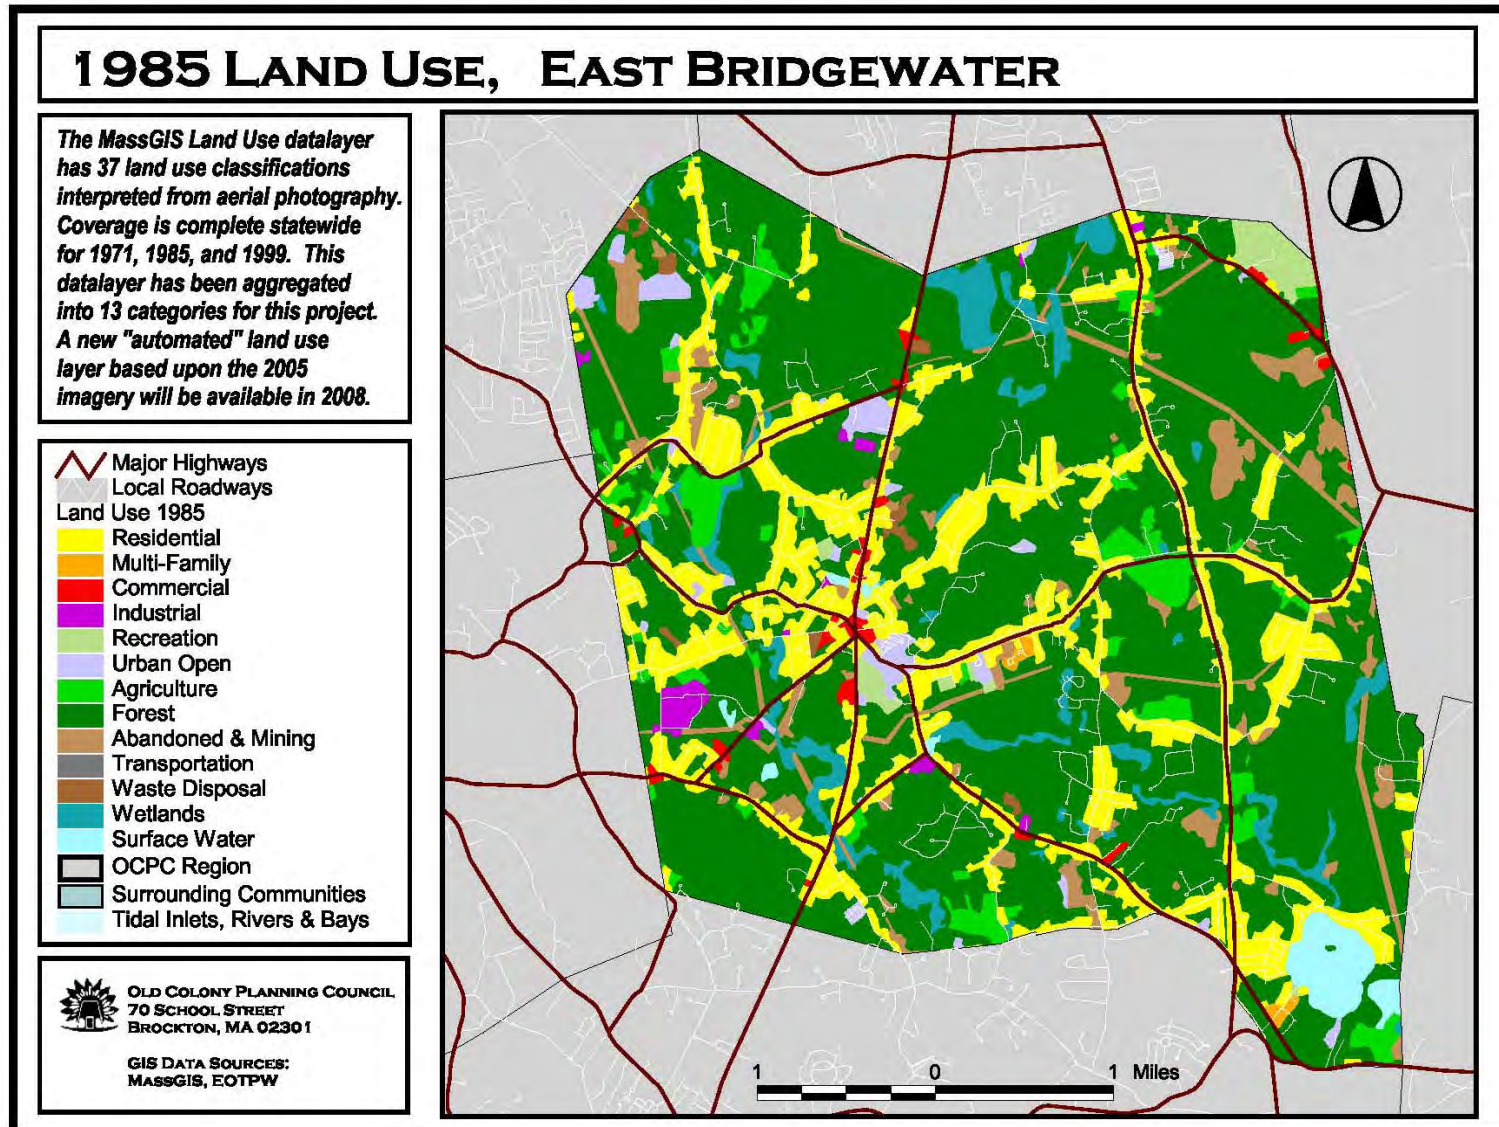 1985 LAND USE, EAST BRIDGEWATER
The MassGIS Land Use datalayer
has 37 land use classifications
interpreted from aerial photography.
Coverage is complete statewide
for 1971, 1985, and 1999. This
datalayer has been aggregated
into 13 categories for this project.
A new "automated" land use
layer based upon the 2005
imagery will be available in 2008.
Major Highways
Local Roadways
Land Use 1985
Residential
Multi-Family
Commercial
Industrial
Recreation
Urban Open
Agriculture
Forest
Abandoned & Mining
Transportation
Waste Disposal
Wetlands
Surface Water
OCPC Region
Surrounding Communities
Tidal Inlets, Rivers & Bays
OLD COLONY PLANNING COUNCIL
70 SCHOOL STREET
BROCKTON, MA 02301
GIS DATA SOURCES:
MASSGIS, EOTPW
1 0 1 Miles